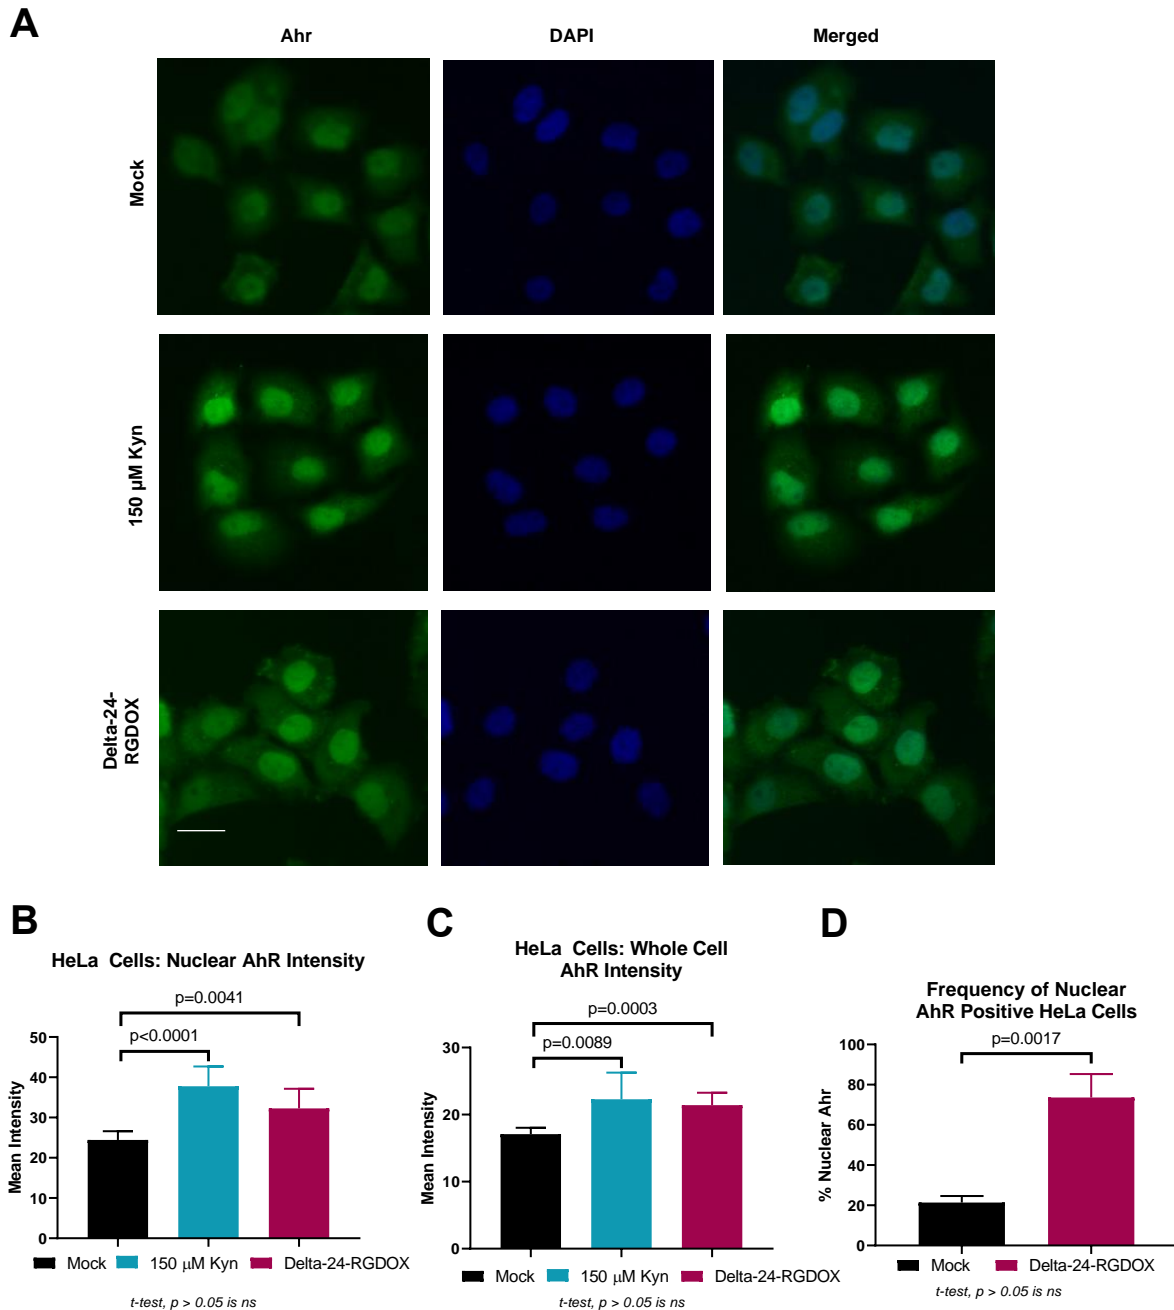 A
Ahr
DAPI
Merged
Mock
150 µM Kyn
Delta-24-
RGDOX
B
HeLa Cells: Nuclear AhR Intensity
p=0.0041
p<0.0001
50
40
30
20
10
0
Mean Intensity
Mock
150 µM Kyn
Delta-24-RGDOX
t-test, p > 0.05 is ns
C
HeLa Cells: Whole Cell
AhR Intensity
p=0.0003
p=0.0089
30
20
10
0
Mean Intensity
Mock
150 µM Kyn
Delta-24-RGDOX
t-test, p > 0.05 is ns
D
Frequency of Nuclear
AhR Positive HeLa Cells
p=0.0017
100
80
60
40
20
0
% Nuclear Ahr
Mock
Delta-24-RGDOX
t-test, p > 0.05 is ns